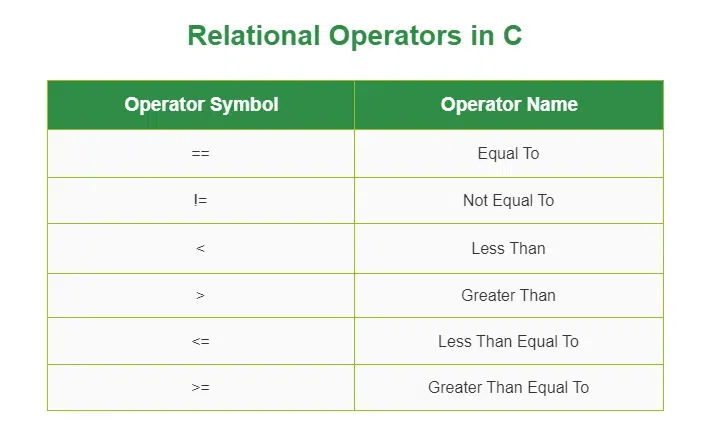 Relational Operators in C
Operator Symbol Operator Name
== Equal To
!= Not Equal To
< Less Than
> Greater Than
<= Less Than Equal To
>= Greater Than Equal To